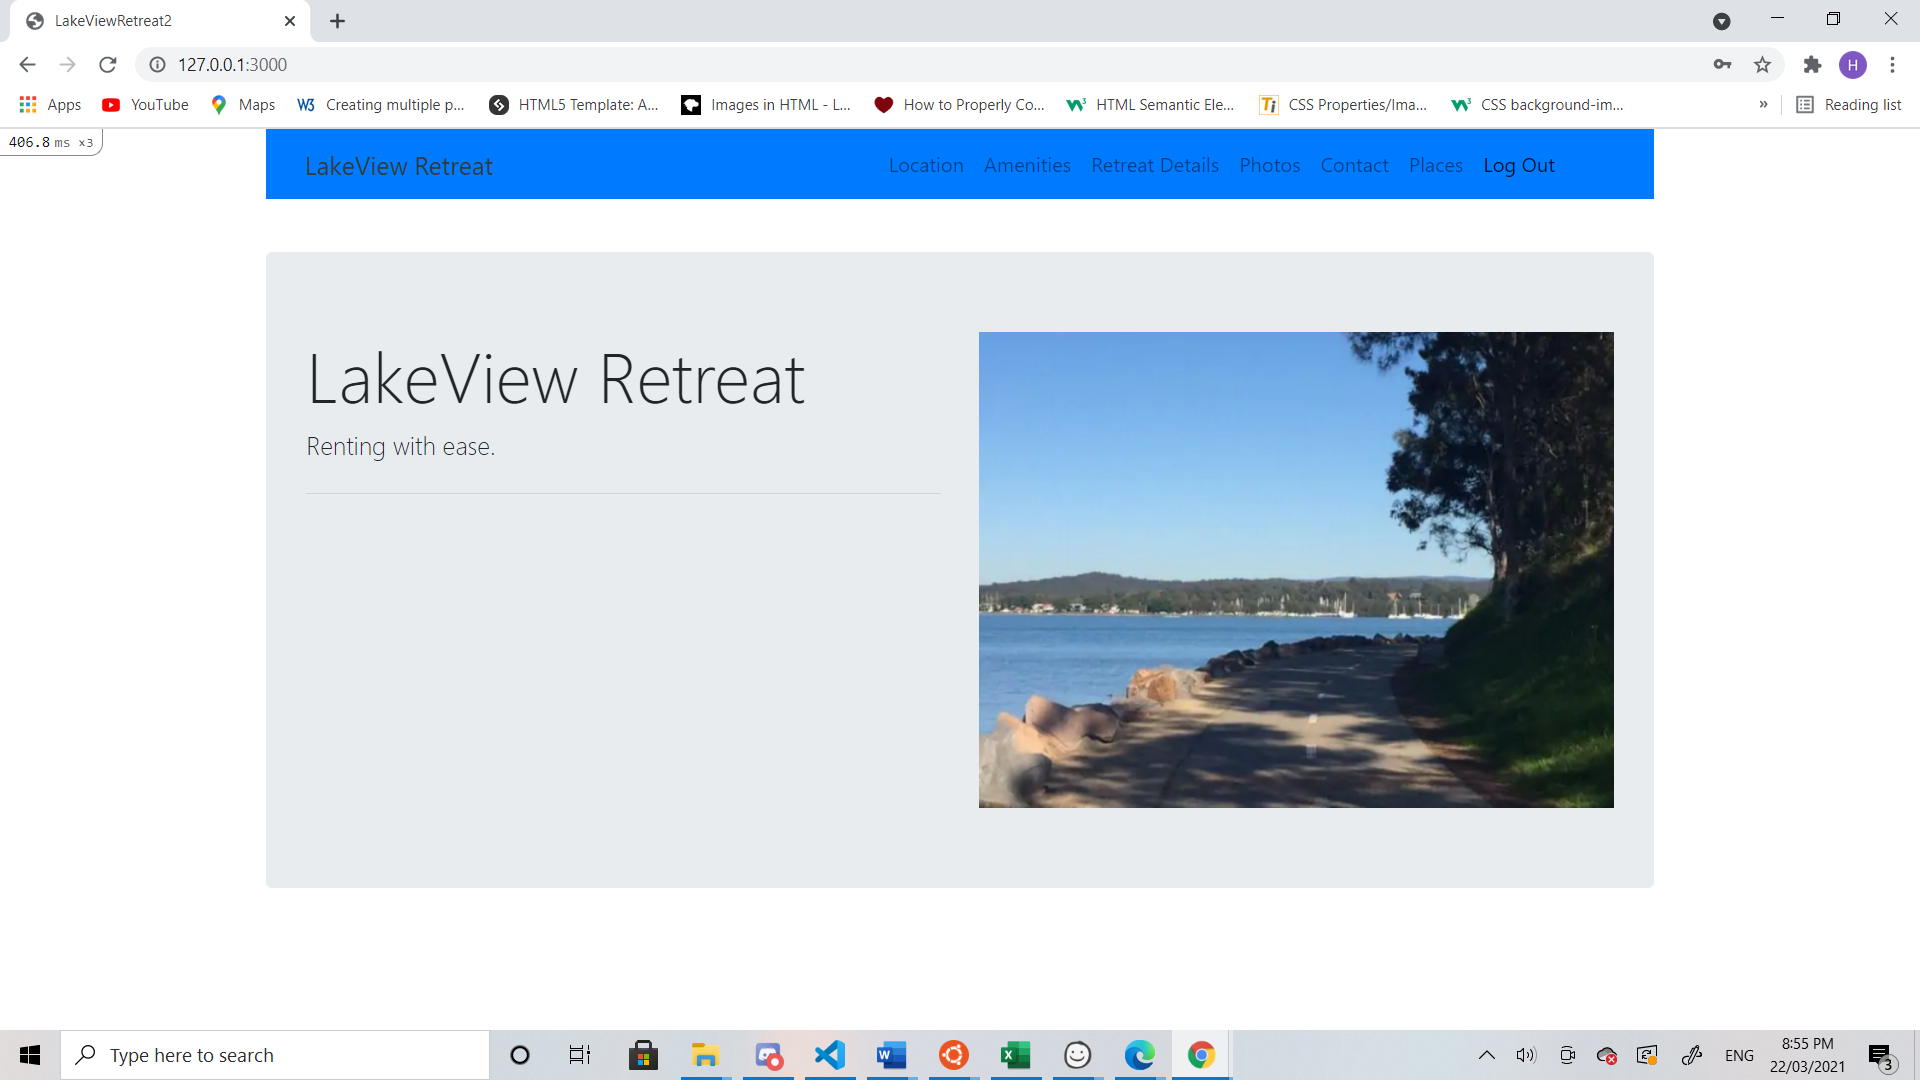 LakeViewRetreat2
127.0.0.1:3000
H
Apps YouTube Maps Creating multiple p... HTML5 Template: A... Images in HTML - L... How to Properly Co... HTML Semantic Ele... CSS Properties/Ima... CSS background-im... » Reading list
406.8 ms ×3
LakeView Retreat Location Amenities Retreat Details Photos Contact Places Log Out
LakeView Retreat
Renting with ease.
Type here to search
ENG
8:55 PM
22/03/2021
3